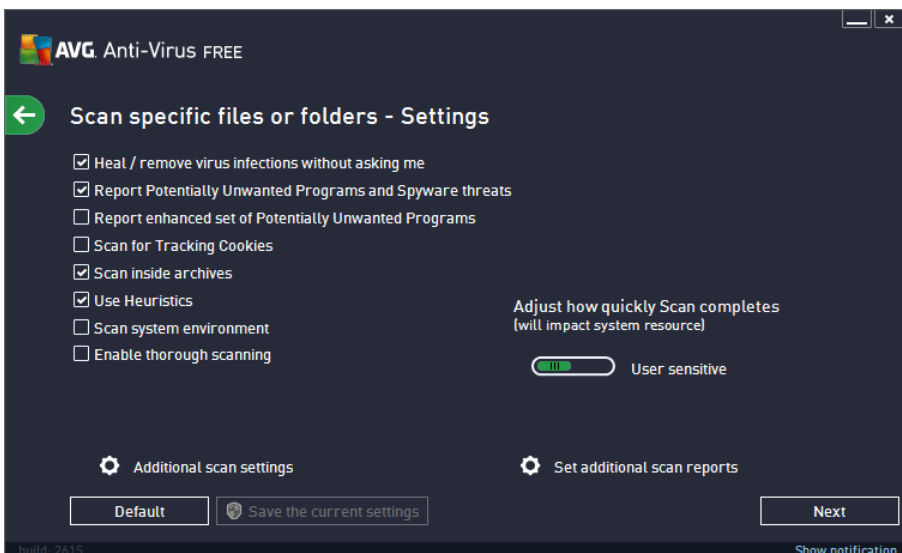 AVG. Anti-Virus FREE
Scan specific files or folders - Settings
Heal / remove virus infections without asking me
Report Potentially Unwanted Programs and Spyware threats
Report enhanced set of Potentially Unwanted Programs
Scan for Tracking Cookies
Scan inside archives
Use Heuristics
Scan system environment
Enable thorough scanning
Adjust how quickly Scan completes
(will impact system resource)
User sensitive
Additional scan settings
Set additional scan reports
Default
Save the current settings
Next
build: 2615
Show notification